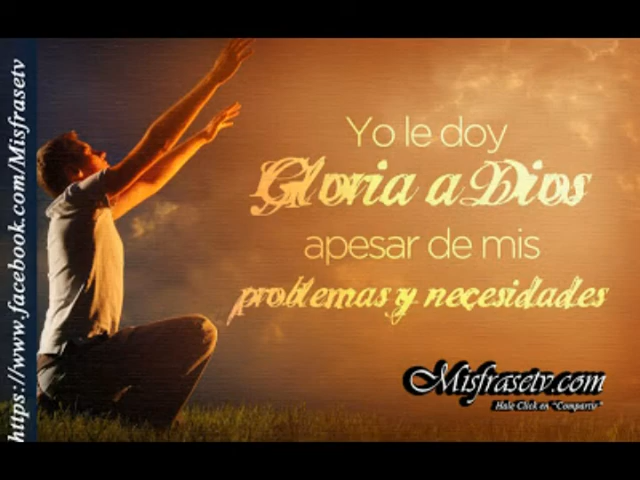 https://www.facebook.com/Misfrasetv
Yo le doy
Gloria a Dios
apesar de mis
problemas y necesidades
Misfrasetv.com
Hale Click en "Compartir"